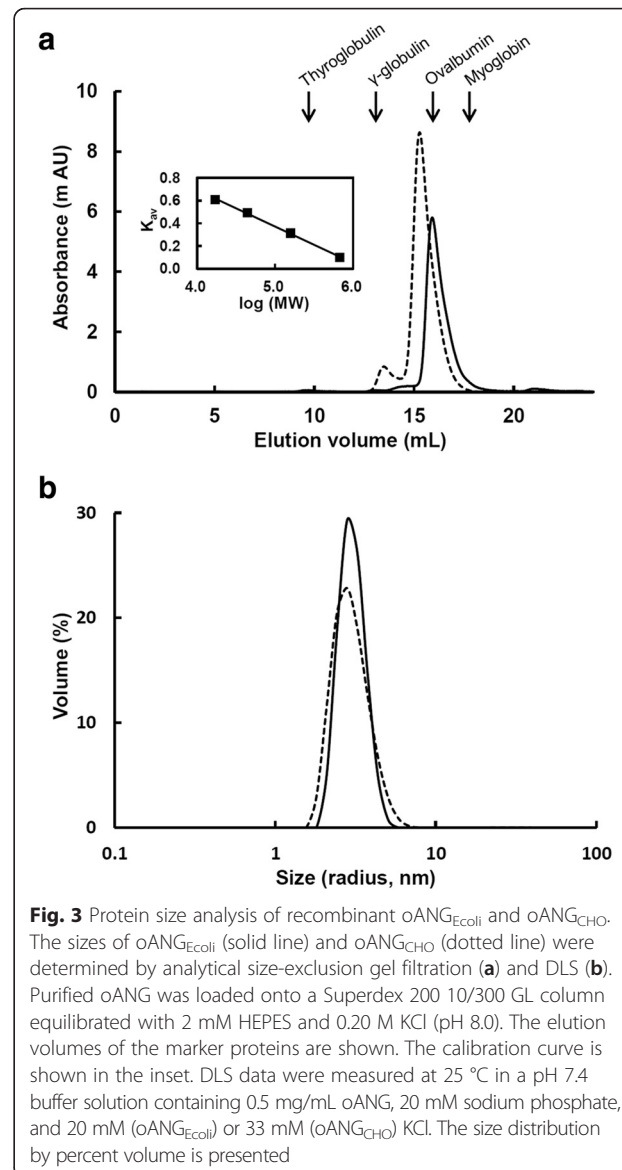 a
Thyroglobulin
γ-globulin
Ovalbumin
Myoglobin
10
8
6
4
2
0
Absorbance (m AU)
0.8
0.6
0.4
0.2
0.0
Kav
4.0 5.0 6.0
log (MW)
0 5 10 15 20
Elution volume (mL)
b
30
20
10
0
Volume (%)
0.1 1 10 100
Size (radius, nm)
Fig. 3 Protein size analysis of recombinant oANGEcoli and oANGCHO.
The sizes of oANGEcoli (solid line) and oANGCHO (dotted line) were
determined by analytical size-exclusion gel filtration (a) and DLS (b).
Purified oANG was loaded onto a Superdex 200 10/300 GL column
equilibrated with 2 mM HEPES and 0.20 M KCl (pH 8.0). The elution
volumes of the marker proteins are shown. The calibration curve is
shown in the inset. DLS data were measured at 25 °C in a pH 7.4
buffer solution containing 0.5 mg/mL oANG, 20 mM sodium phosphate,
and 20 mM (oANGEcoli) or 33 mM (oANGCHO) KCl. The size distribution
by percent volume is presented